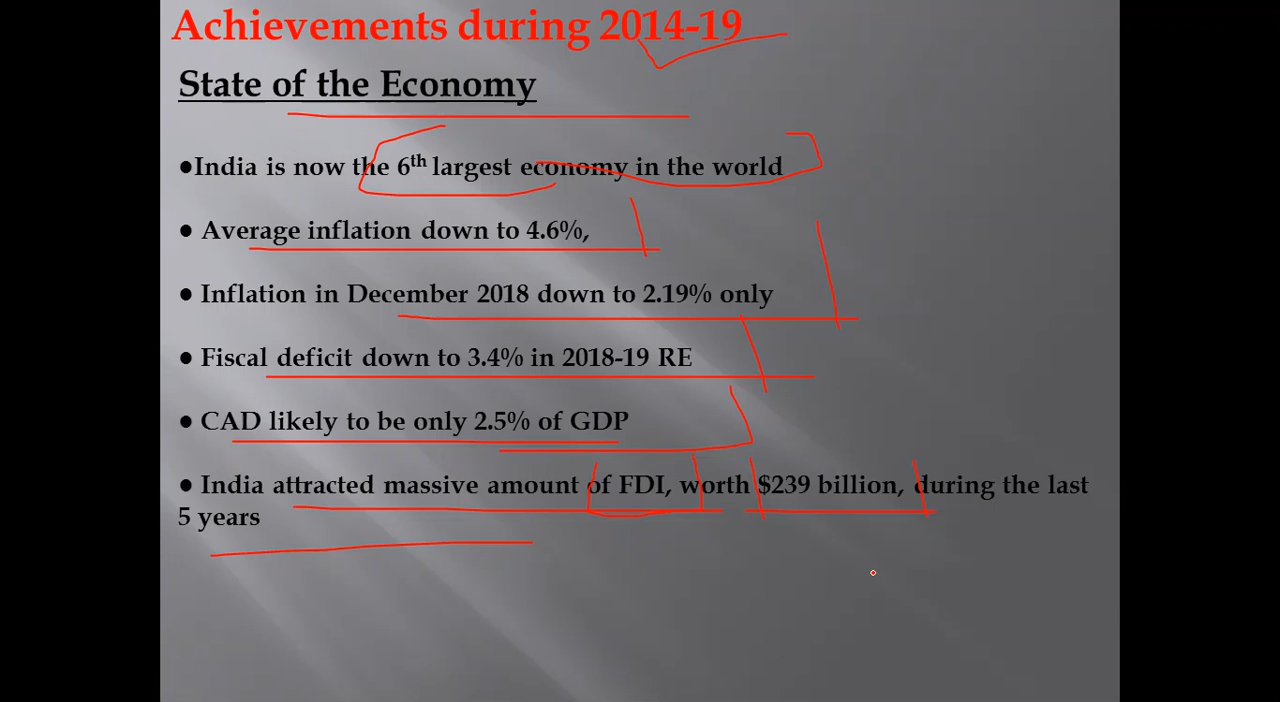 Achievements during 2014-19
State of the Economy
●India is now the 6th largest economy in the world
● Average inflation down to 4.6%,
● Inflation in December 2018 down to 2.19% only
● Fiscal deficit down to 3.4% in 2018-19 RE
● CAD likely to be only 2.5% of GDP
● India attracted massive amount of FDI, worth $239 billion, during the last
5 years